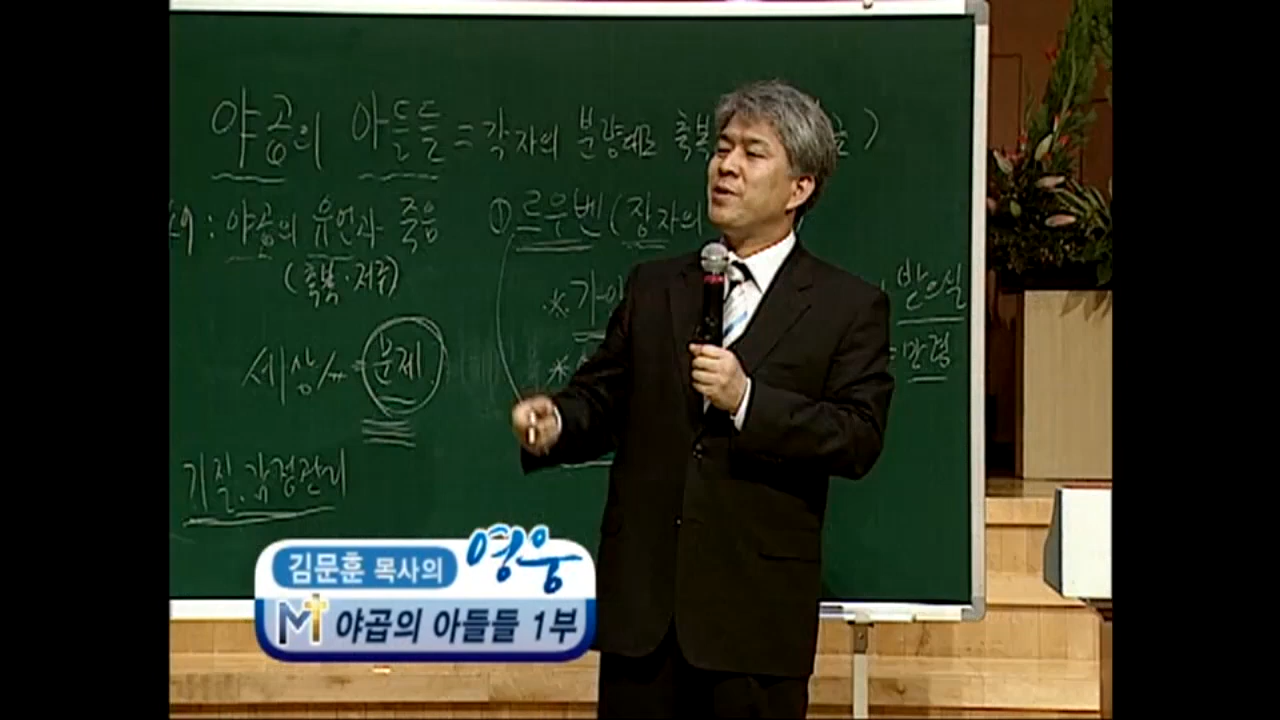 야곱의 아들들 = 각자의 분량대로 축복
49 : 야곱의 유언과 죽음
① 르우벤 (장자의
(축복·저주)
받으실
세상 문제
기질, 감정관리
김문훈 목사의 영웅
MT 야곱의 아들들 1부